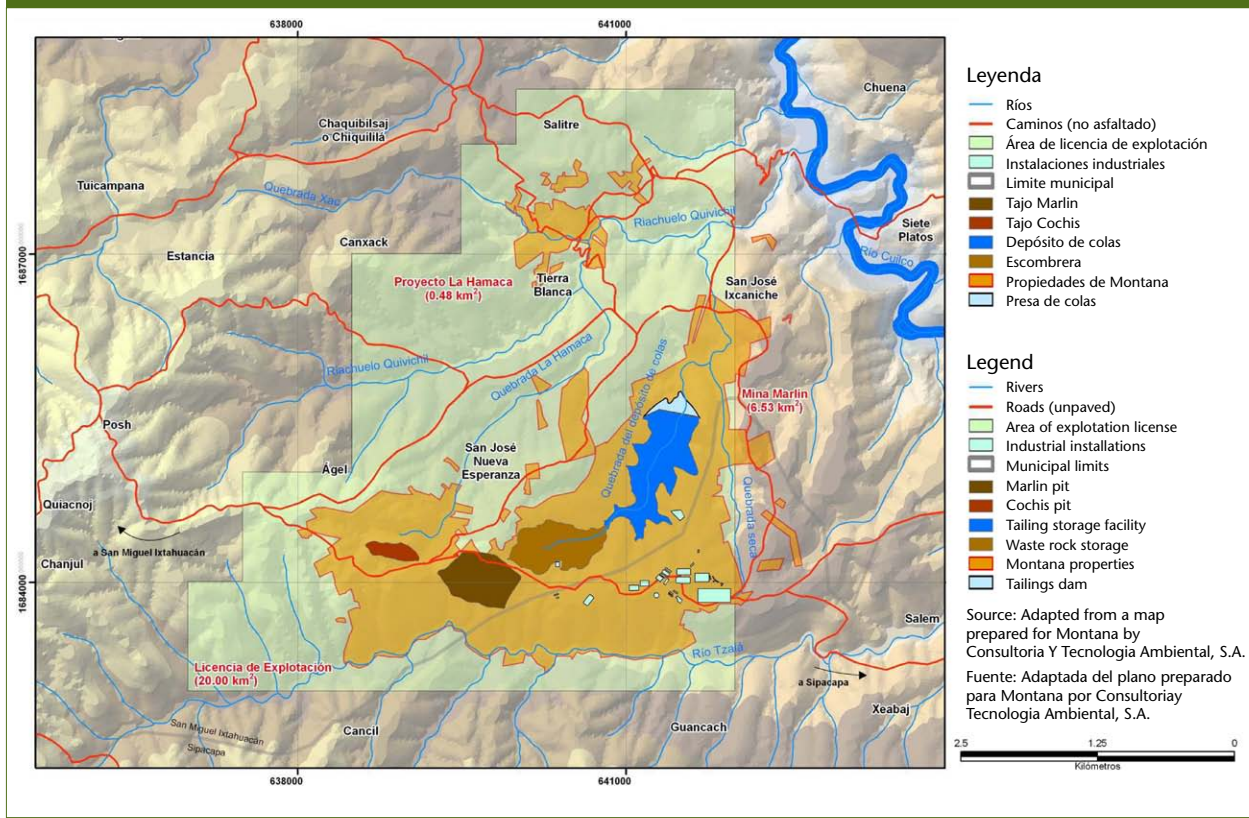 638000
641000
Chuena
Salitre
Chaquibilsaj
o Chiquililá
Tuicampana
Quebrada Xac
Riachuelo Quivichil
Siete
Platos
Canxack
Estancia
Río Cuilco
1687000
Proyecto La Hamaca
(0.48 km²)
Tierra
Blanca
San José
Ixcaniche
Riachuelo Quivichil
Quebrada La Hamaca
Quebrada del depósito de colas
Mina Marlin
(6.53 km²)
Posh
San José
Nueva
Esperanza
Ágel
Quebrada seca
Quiacnoj
a San Miguel Ixtahuacán
Chanjul
1684000
Salem
Río Tzalá
Licencia de Explotación
(20.00 km²)
a Sipacapa
Xeabaj
San Miguel Ixtahuacán
Sipacapa
Cancil
Guancach
638000
641000
Leyenda
Ríos
Caminos (no asfaltado)
Área de licencia de explotación
Instalaciones industriales
Limite municipal
Tajo Marlin
Tajo Cochis
Depósito de colas
Escombrera
Propiedades de Montana
Presa de colas
Legend
Rivers
Roads (unpaved)
Area of explotation license
Industrial installations
Municipal limits
Marlin pit
Cochis pit
Tailing storage facility
Waste rock storage
Montana properties
Tailings dam
Source: Adapted from a map
prepared for Montana by
Consultoria Y Tecnologia Ambiental, S.A.
Fuente: Adaptada del plano preparado
para Montana por Consultoriay
Tecnologia Ambiental, S.A.
2.5 1.25 0
Kilómetros